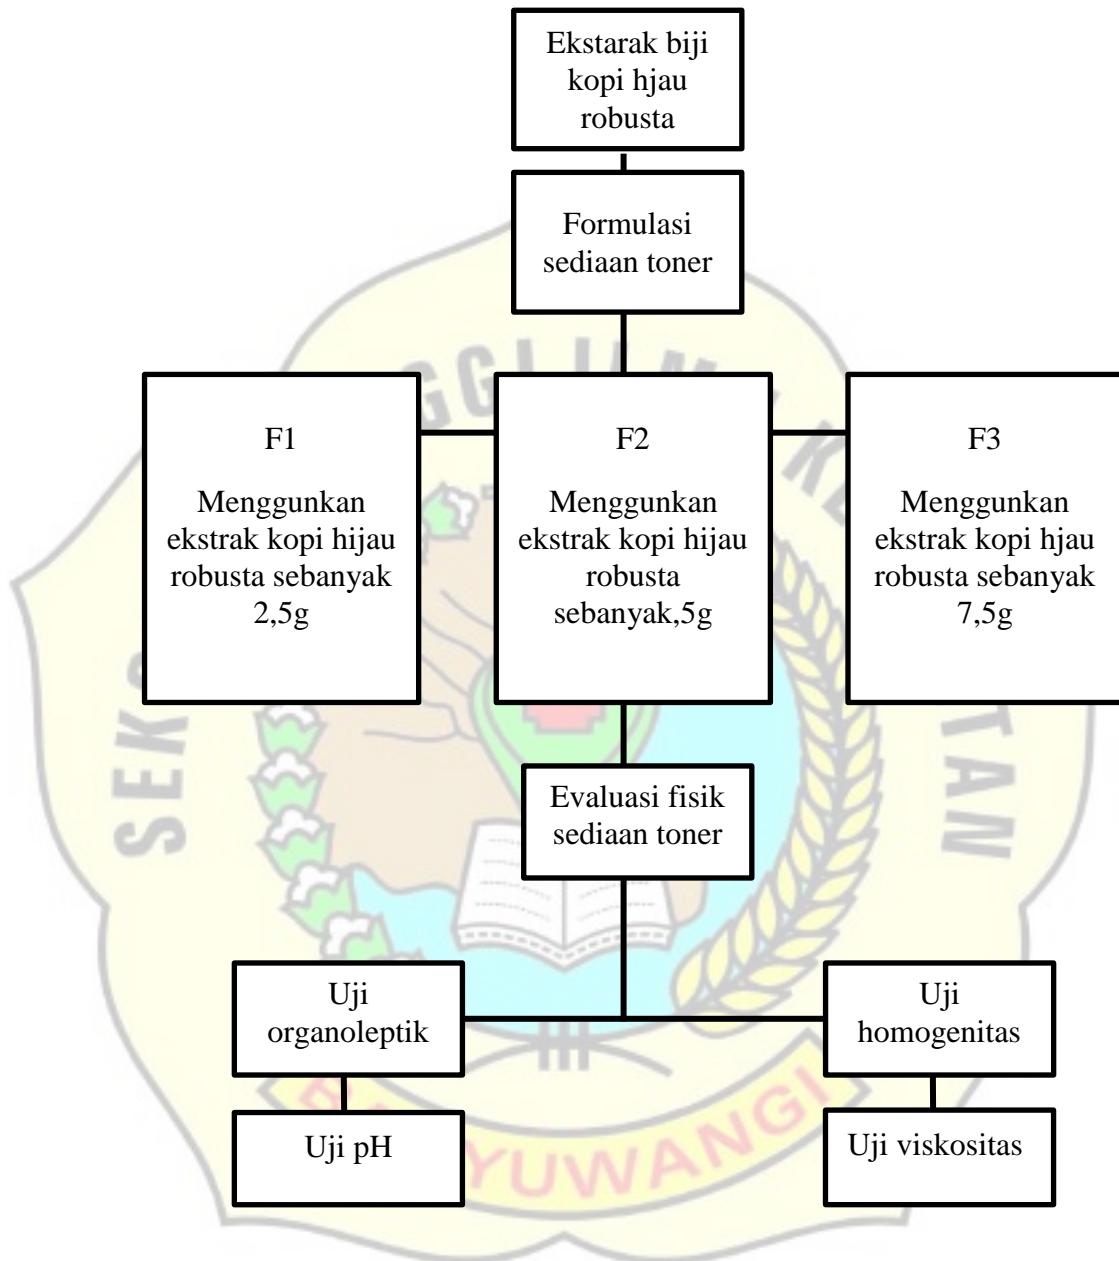 Ekstarak biji
kopi hjau
robusta
Formulasi
sediaan toner
F1
Menggunkan
ekstrak kopi hijau
robusta sebanyak
2,5g
F2
Menggunkan
ekstrak kopi hijau
robusta
sebanyak,5g
F3
Menggunkan
ekstrak kopi hjau
robusta sebanyak
7,5g
Evaluasi fisik
sediaan toner
Uji
organoleptik
Uji
homogenitas
Uji pH
Uji viskositas